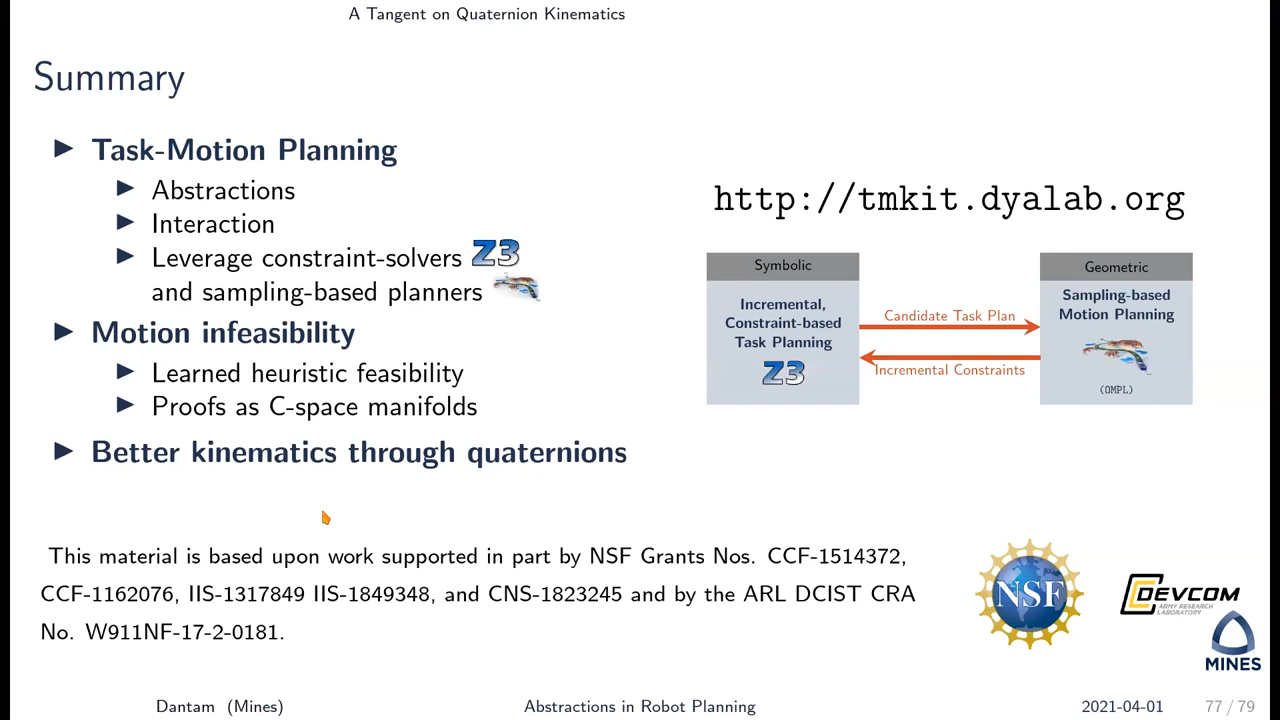 A Tangent on Quaternion Kinematics
Summary
Task-Motion Planning
Abstractions
Interaction
Leverage constraint-solvers Z3
and sampling-based planners
Motion infeasibility
Learned heuristic feasibility
Proofs as C-space manifolds
Better kinematics through quaternions
http://tmkit.dyalab.org
Symbolic
Incremental,
Constraint-based
Task Planning
Z3
Candidate Task Plan
Incremental Constraints
Geometric
Sampling-based
Motion Planning
(OMPL)
This material is based upon work supported in part by NSF Grants Nos. CCF-1514372,
CCF-1162076, IIS-1317849 IIS-1849348, and CNS-1823245 and by the ARL DCIST CRA
No. W911NF-17-2-0181.
NSF
DEVCOM
ARMY RESEARCH
LABORATORY
MINES
Dantam (Mines)
Abstractions in Robot Planning
2021-04-01
77 / 79